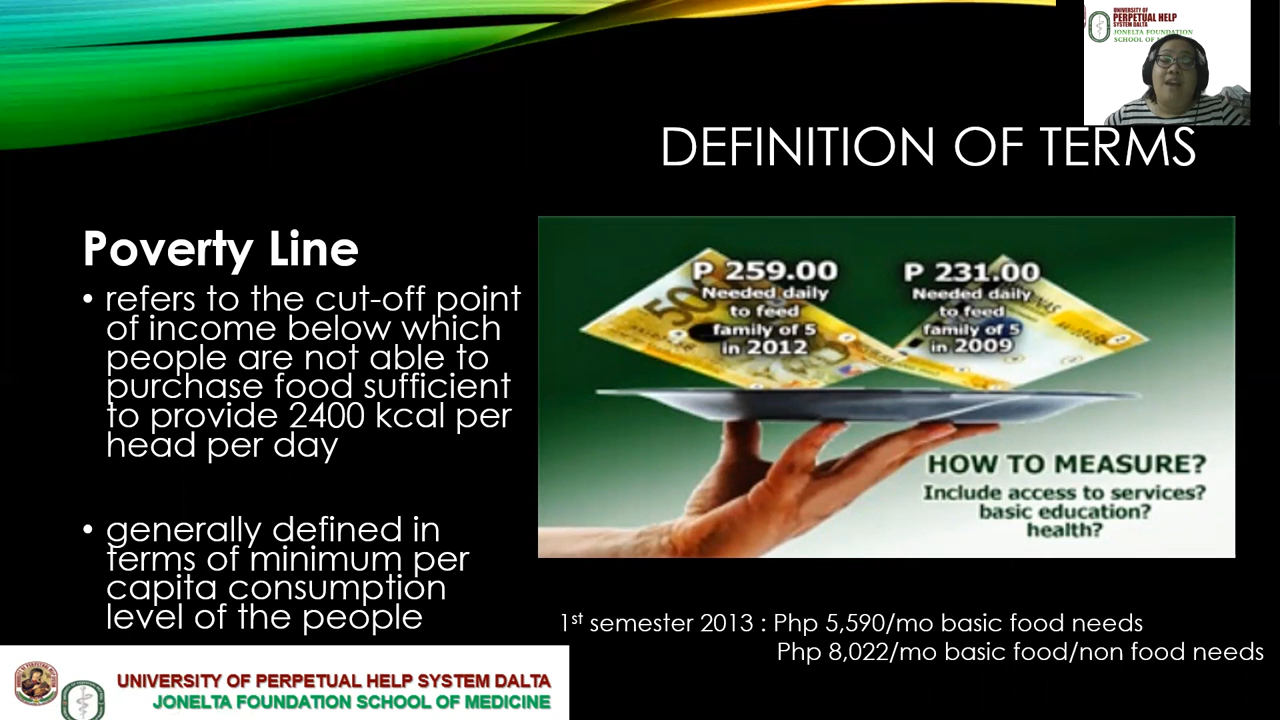 UNIVERSITY OF
PERPETUAL HELP
SYSTEM DALTA
JONELTA FOUNDATION
SCHOOL OF
DEFINITION OF TERMS
Poverty Line
• refers to the cut-off point
of income below which
people are not able to
purchase food sufficient
to provide 2400 kcal per
head per day
• generally defined in
terms of minimum per
capita consumption
level of the people
P 259.00
Needed daily
to feed
family of 5
in 2012
P 231.00
Needed daily
to feed
family of 5
in 2009
HOW TO MEASURE?
Include access to services?
basic education?
health?
1st semester 2013 : Php 5,590/mo basic food needs
Php 8,022/mo basic food/non food needs
UNIVERSITY OF PERPETUAL HELP SYSTEM DALTA
JONELTA FOUNDATION SCHOOL OF MEDICINE